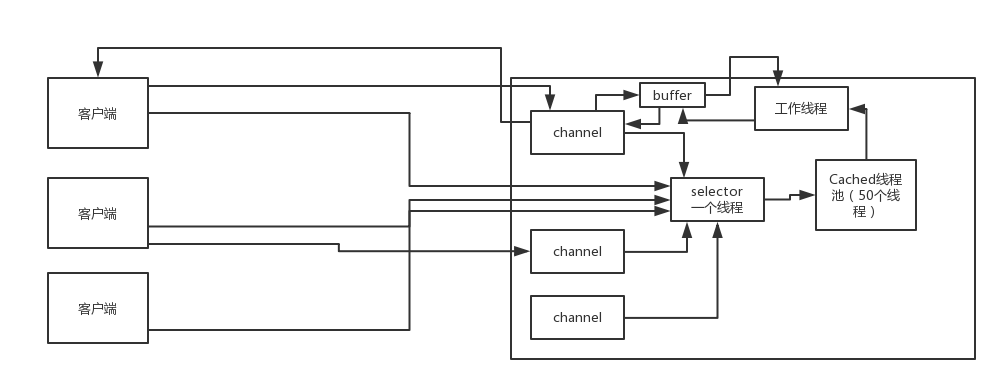 客户端
客户端
客户端
channel
buffer
工作线程
selector
一个线程
Cached线程
池（50个线
程）
channel
channel